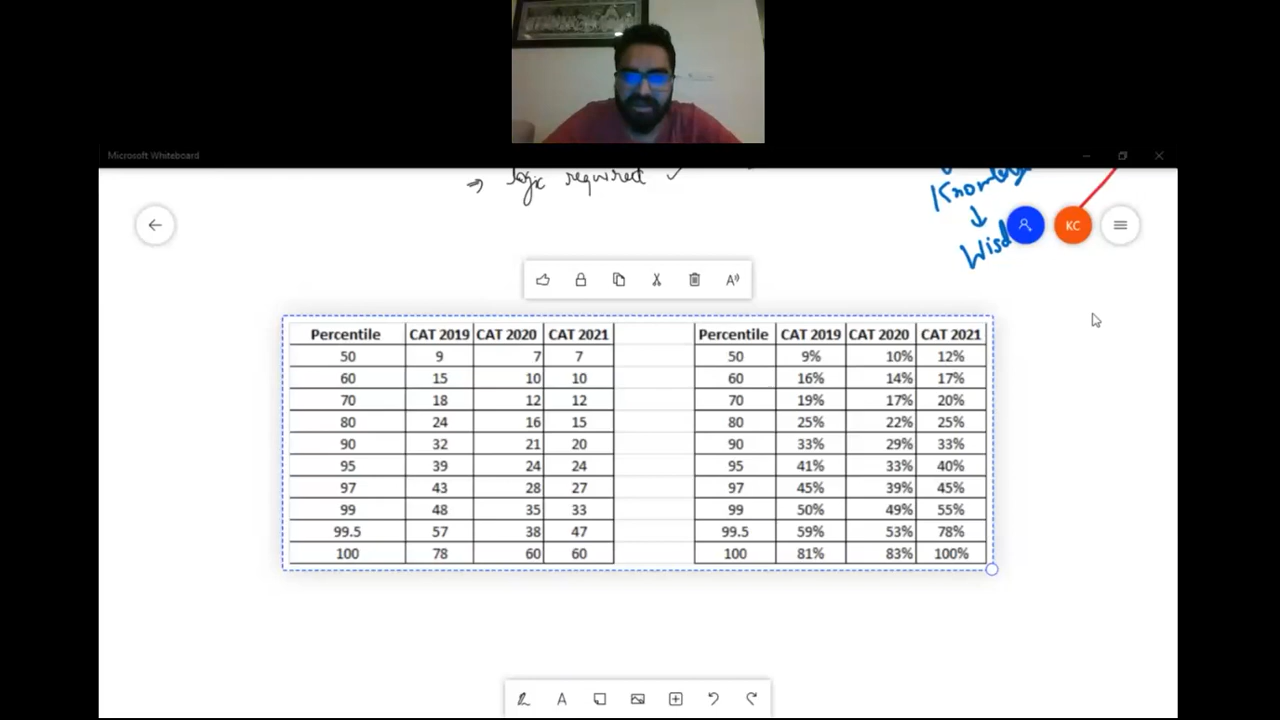 Microsoft Whiteboard
⇒ logic required ✓
Knowledge
↓
Wisd
KC
Percentile CAT 2019 CAT 2020 CAT 2021 Percentile CAT 2019 CAT 2020 CAT 2021
50 9 7 7 50 9% 10% 12%
60 15 10 10 60 16% 14% 17%
70 18 12 12 70 19% 17% 20%
80 24 16 15 80 25% 22% 25%
90 32 21 20 90 33% 29% 33%
95 39 24 24 95 41% 33% 40%
97 43 28 27 97 45% 39% 45%
99 48 35 33 99 50% 49% 55%
99.5 57 38 47 99.5 59% 53% 78%
100 78 60 60 100 81% 83% 100%